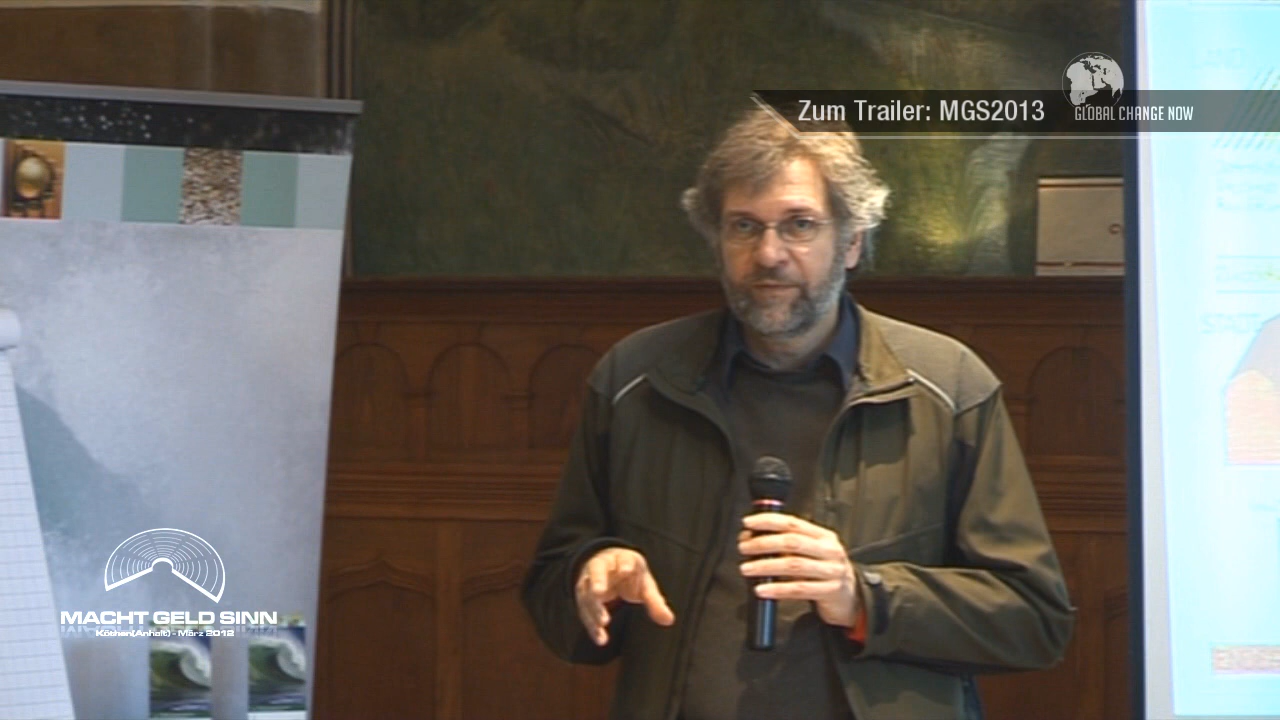 Zum Trailer: MGS2013
GLOBAL CHANGE NOW
MACHT GELD SINN
Köthen(Anhalt) - März 2012